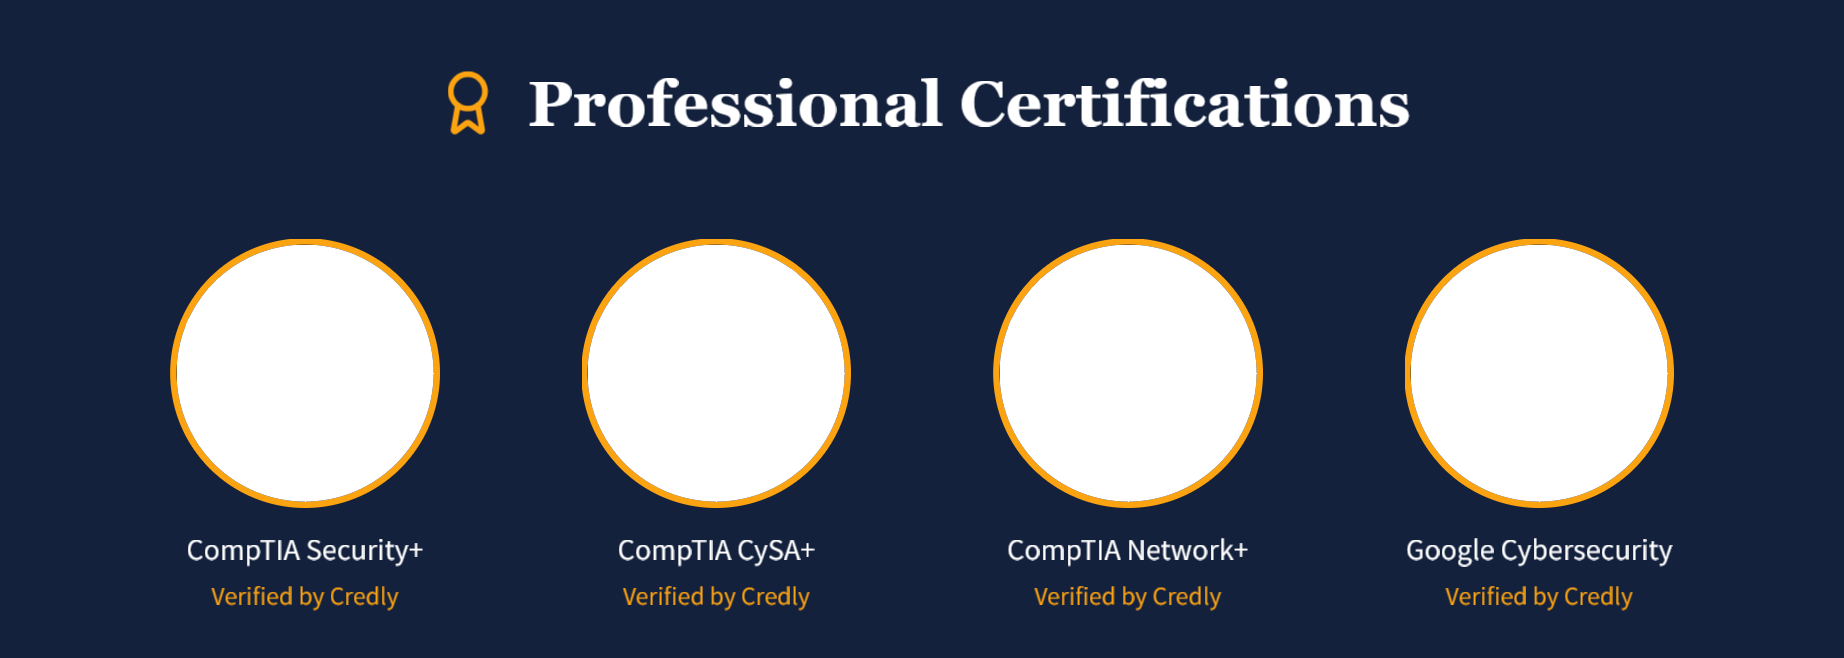 Professional Certifications
CompTIA Security+
Verified by Credly
CompTIA CySA+
Verified by Credly
CompTIA Network+
Verified by Credly
Google Cybersecurity
Verified by Credly